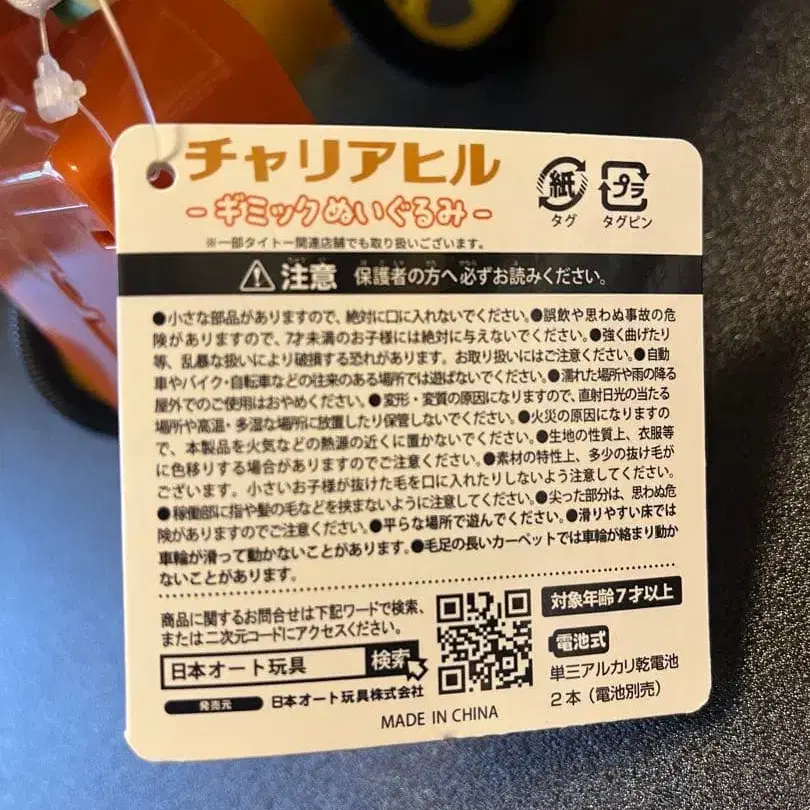 チャリアヒル
-ギミックぬいぐるみ-
※一部タイトー関連店舗でも取り扱いございます。
紙
タグ
プラ
タグピン
注意 保護者の方へ必ずお読みください。
●小さな部品がありますので、絶対に口に入れないでください。●誤飲や思わぬ事故の危
険がありますので、7才未満のお子様には絶対に与えないでください。●強く曲げたり
等、乱暴な扱いにより破損する恐れがあります。お取り扱いにはご注意ください。●自動
車やバイク・自転車などの往来のある場所では遊ばないでください。●濡れた場所や雨の降る
屋外でのご使用はおやめください。●変形・変質の原因になりますので、直射日光の当たる
場所や高温・多湿な場所に放置したり保管しないでください。●火災の原因になりますの
で、本製品を火気などの熱源の近くに置かないでください。●生地の性質上、衣服等
に色移りする場合がありますのでご注意ください。●素材の特性上、多少の抜け毛が
ございます。小さいお子様が抜けた毛を口に入れたりしないよう注意してください。
●稼働部に指や髪の毛などを挟まないように注意してください。●尖った部分は、思わぬ危
険がありますのでご注意ください。●平らな場所で遊んでください。●滑りやすい床では
車輪が滑って動かないことがあります。●毛足の長いカーペットでは車輪が絡まり動か
ないことがあります。
商品に関するお問合せは下記ワードで検索、
または二次元コードにアクセスください。
日本オート玩具 検索
発売元 日本オート玩具株式会社
MADE IN CHINA
対象年齢7才以上
電池式
単三アルカリ乾電池
2本（電池別売）